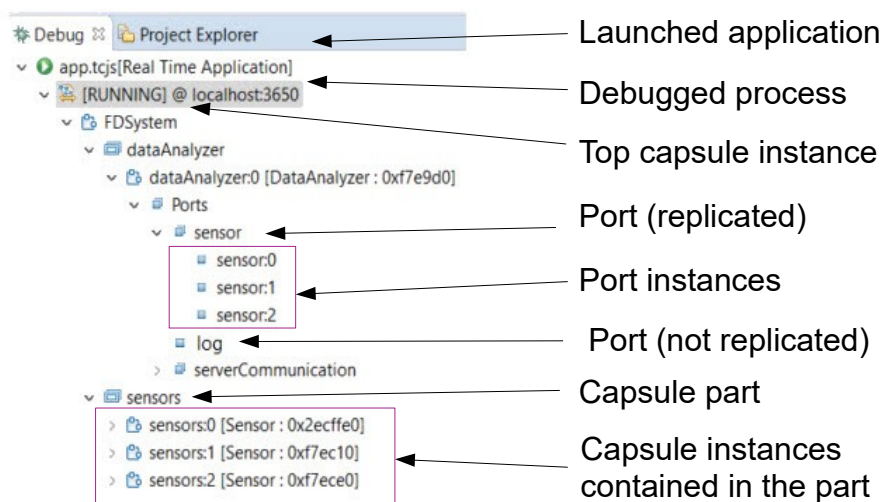 Debug Project Explorer
Launched application
app.tcjs[Real Time Application]
[RUNNING] @ localhost:3650
Debugged process
FDSystem
dataAnalyzer
Top capsule instance
dataAnalyzer:0 [DataAnalyzer : 0xf7e9d0]
Ports
Port (replicated)
sensor
sensor:0
Port instances
sensor:1
sensor:2
log
Port (not replicated)
serverCommunication
Capsule part
sensors
sensors:0 [Sensor : 0x2ecffe0]
sensors:1 [Sensor : 0xf7ec10]
sensors:2 [Sensor : 0xf7ece0]
Capsule instances
contained in the part